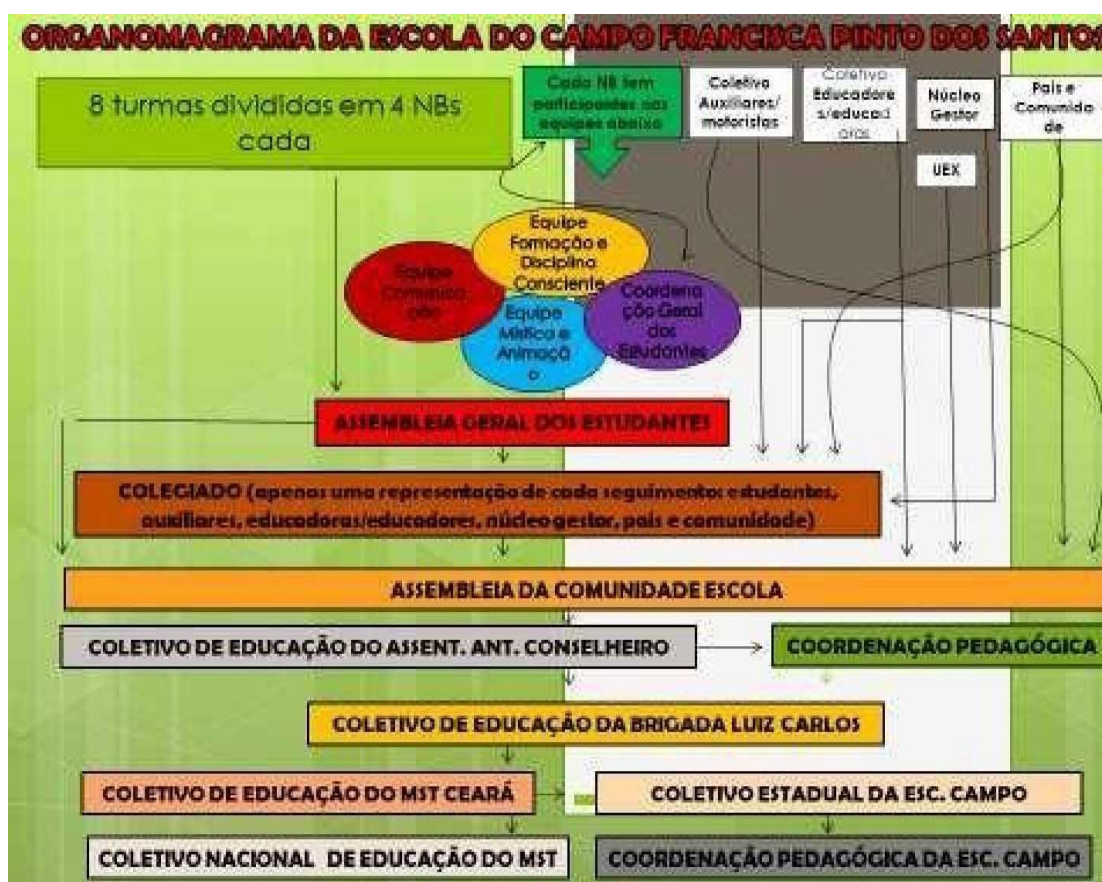 ORGANOMAGRAMA DA ESCOLA DO CAMPO FRANCISCA PINTO DOS SANTOS
8 turmas divididas em 4 NBs
cada
Cada NB tem
participantes nas
equipes abaixo
Coletivo
Auxiliares/
motoristas
Coletivo
Educadore
s/educad
oras
Núcleo
Gestor
UEX
Pais e
Comunida
de
Equipe
Formação e
Disciplina
Consciente
Equipe
Comunica
ção
Equipe
Mística e
Animaçã
o
Coordena
ção Geral
dos
Estudantes
ASSEMBLEIA GERAL DOS ESTUDANTES
COLEGIADO (apenas uma representação de cada seguimento: estudantes,
auxiliares, educadoras/educadores, núcleo gestor, pais e comunidade)
ASSEMBLEIA DA COMUNIDADE ESCOLA
COLETIVO DE EDUCAÇÃO DO ASSENT. ANT. CONSELHEIRO
COORDENAÇÃO PEDAGÓGICA
COLETIVO DE EDUCAÇÃO DA BRIGADA LUIZ CARLOS
COLETIVO DE EDUCAÇÃO DO MST CEARÁ
COLETIVO ESTADUAL DA ESC. CAMPO
COLETIVO NACIONAL DE EDUCAÇÃO DO MST
COORDENAÇÃO PEDAGÓGICA DA ESC. CAMPO